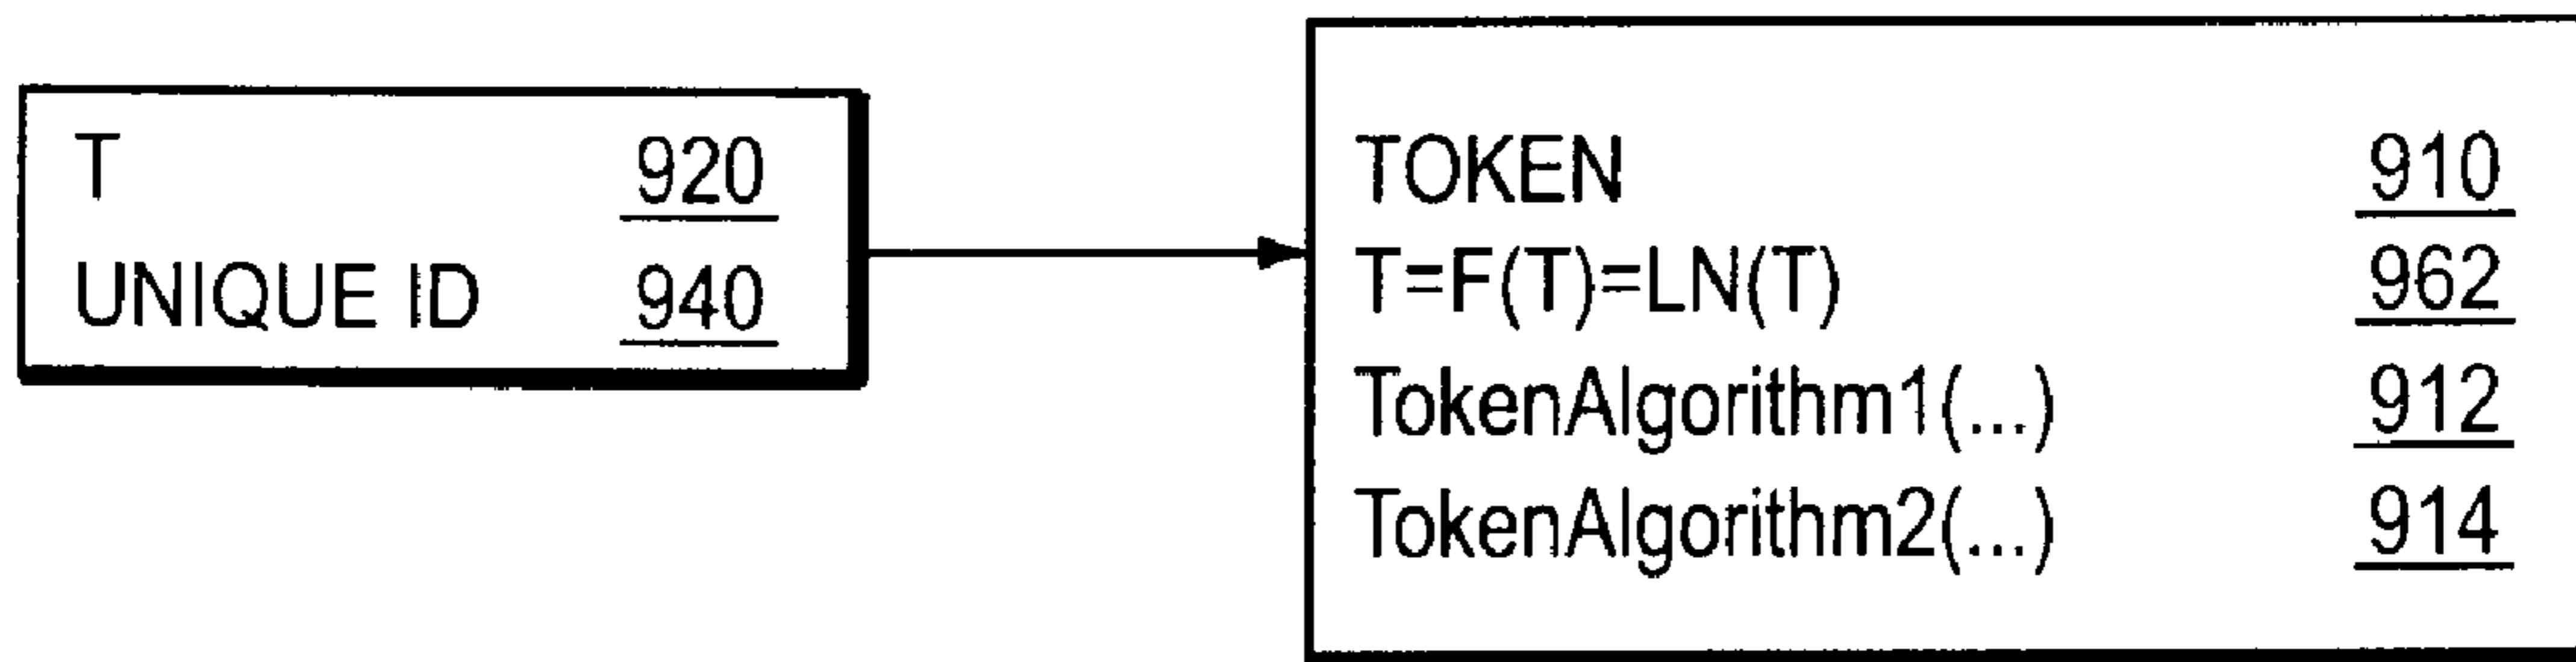 T 920
UNIQUE ID 940
TOKEN 910
T=F(T)=LN(T) 962
TokenAlgorithm1(...) 912
TokenAlgorithm2(...) 914